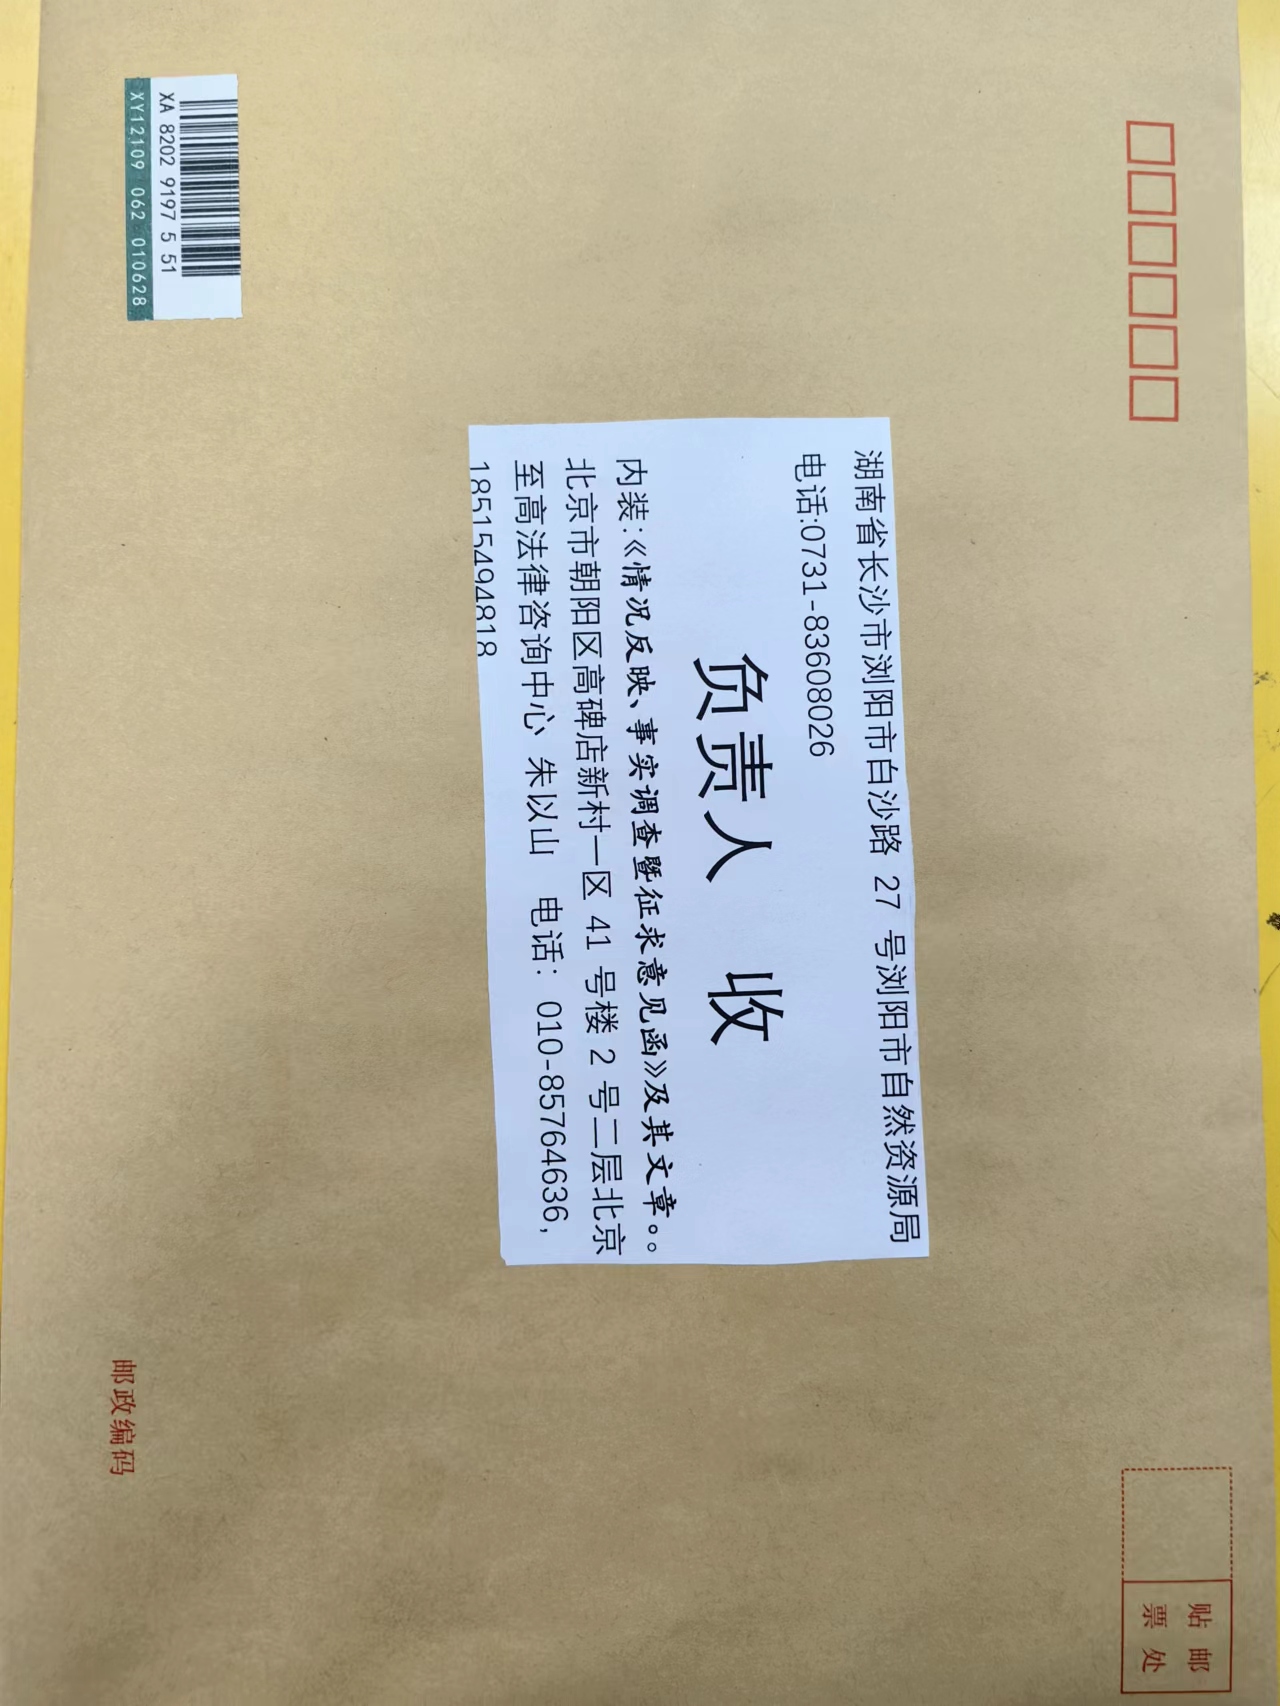 湖南省长沙市浏阳市白沙路 27 号浏阳市自然资源局
电话:0731-83608026
负责人 收
内装:《情况反映、事实调查暨征求意见函》及其文章。。
北京市朝阳区高碑店新村一区 41 号楼 2 号二层北京
至高法律咨询中心 朱以山 电话: 010-85764636,
18515494818
XA 8202 9197 5 51
XY12109 062 010628
贴 邮
票 处
邮政编码